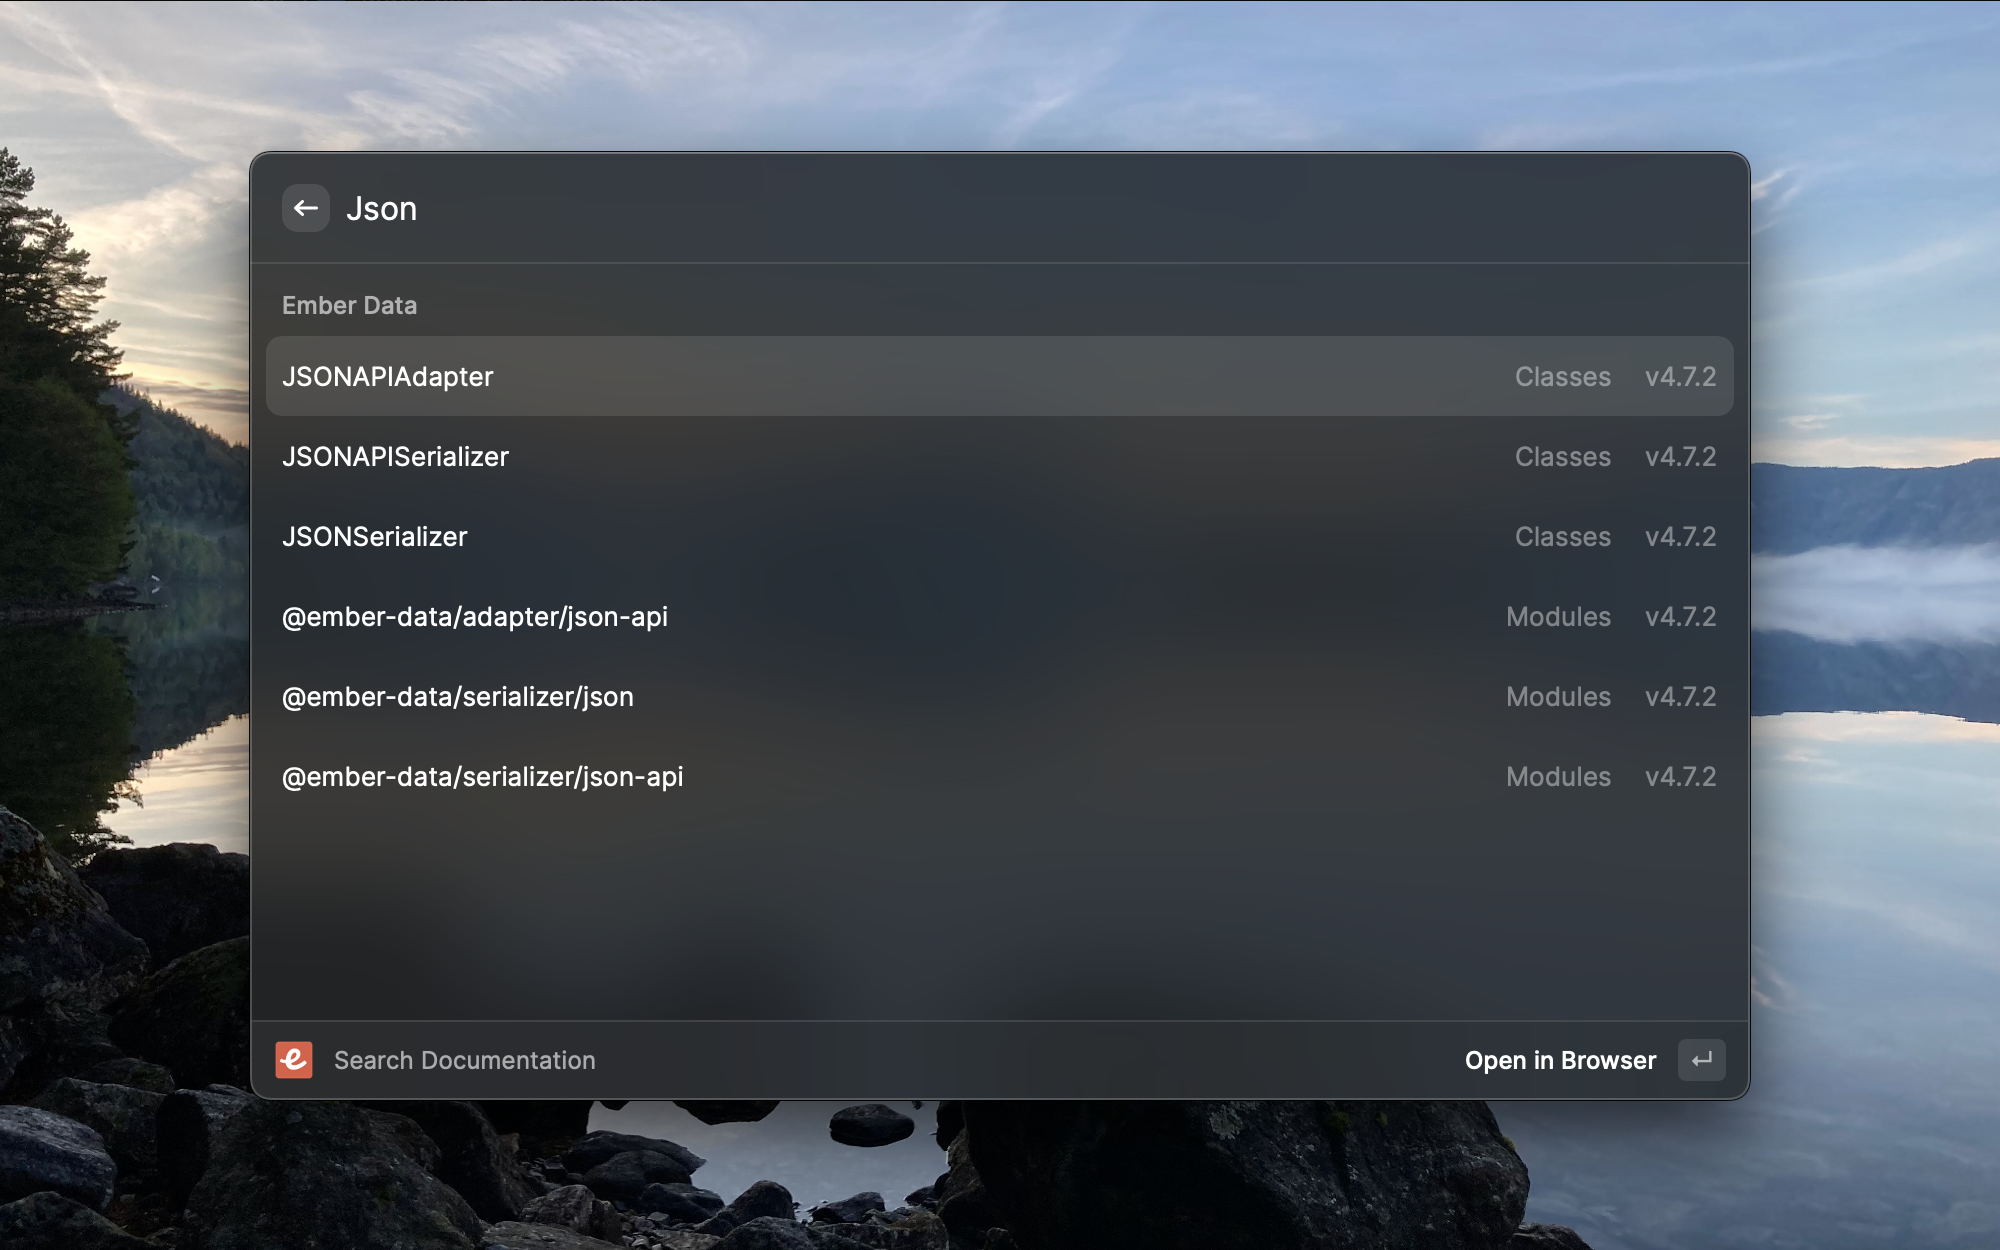 Json
Ember Data
JSONAPIAdapter Classes v4.7.2
JSONAPISerializer Classes v4.7.2
JSONSerializer Classes v4.7.2
@ember-data/adapter/json-api Modules v4.7.2
@ember-data/serializer/json Modules v4.7.2
@ember-data/serializer/json-api Modules v4.7.2
Search Documentation Open in Browser